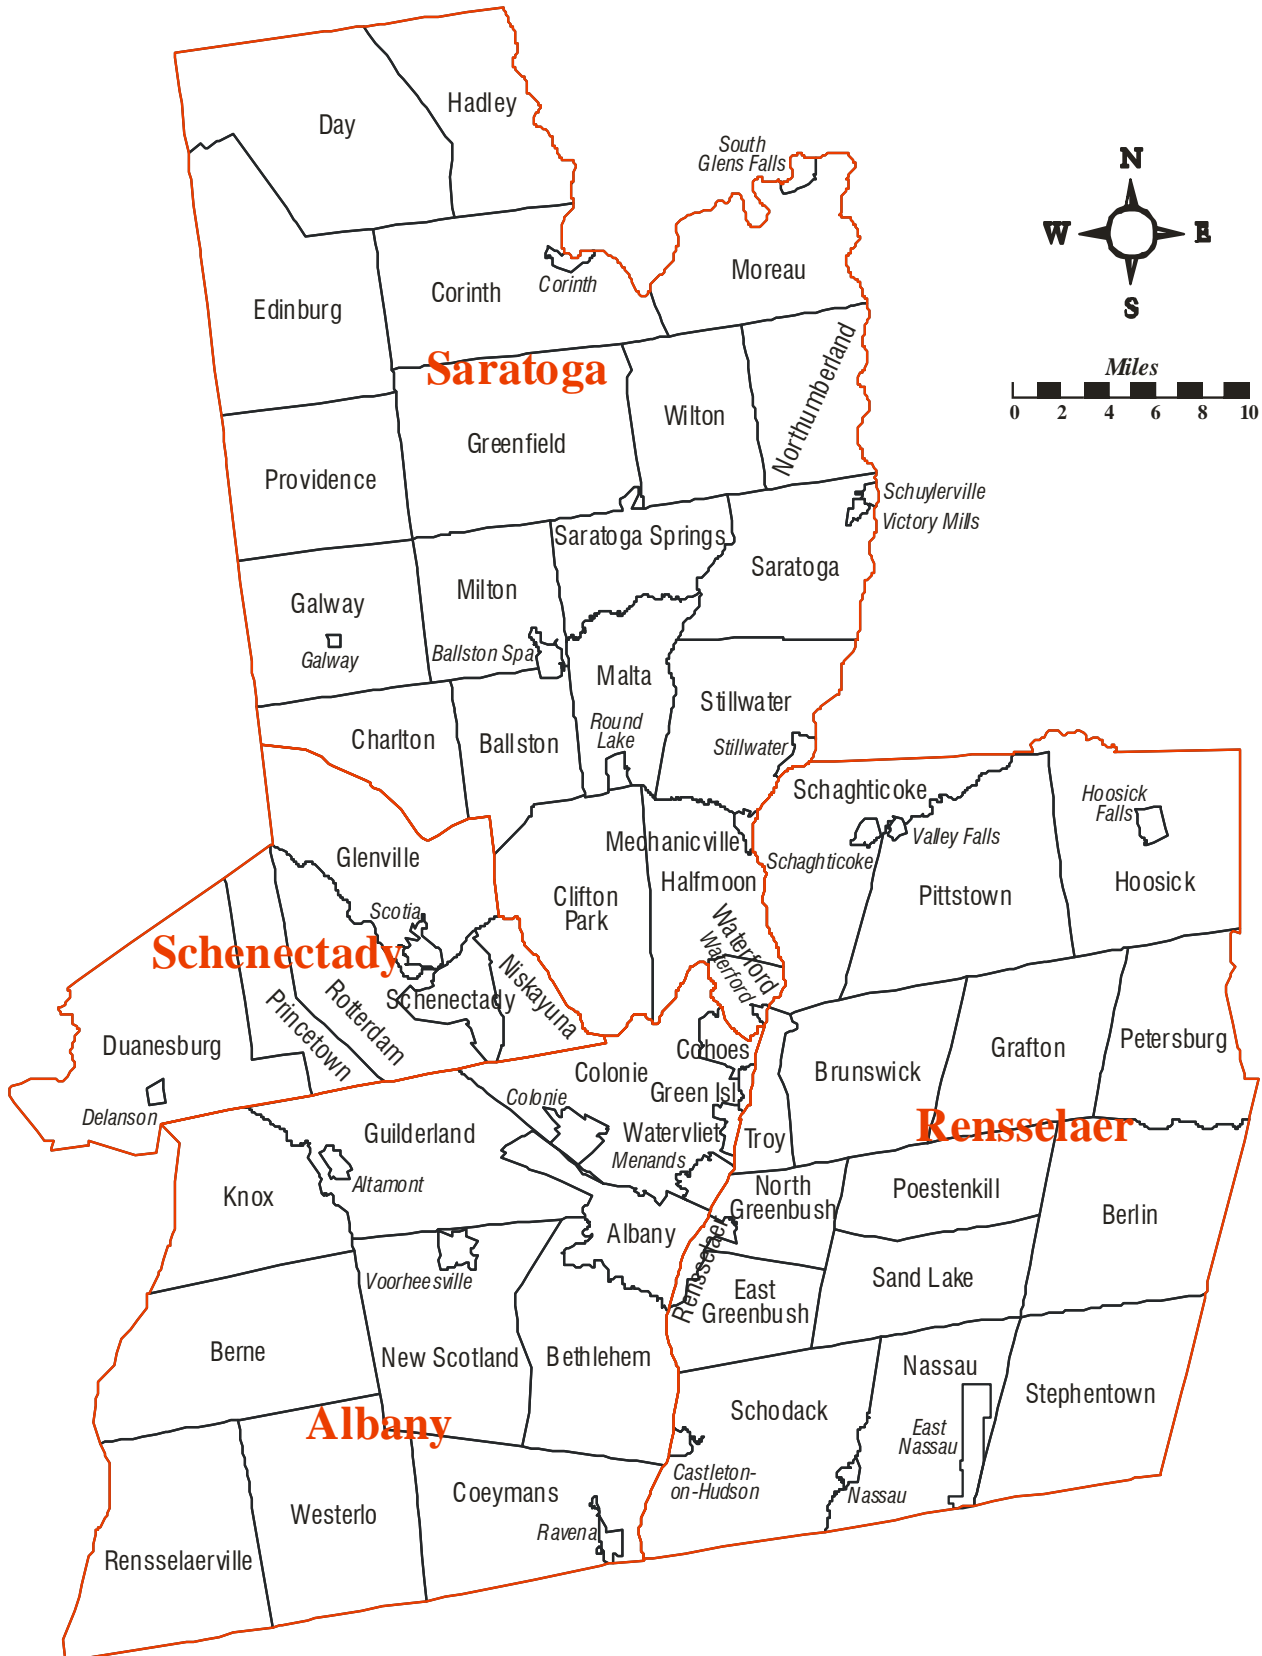 Hadley
Day
South
Glens Falls
N
W
E
S
Moreau
Corinth
Corinth
Edinburg
Miles
0 2 4 6 8 10
Saratoga
Northumberland
Wilton
Greenfield
Providence
Schuylerville
Victory Mills
Saratoga Springs
Saratoga
Milton
Galway
Galway
Ballston Spa
Malta
Stillwater
Round
Lake
Stillwater
Charlton
Ballston
Schaghticoke
Hoosick
Falls
Valley Falls
Schaghticoke
Mechanicville
Glenville
Halfmoon
Hoosick
Clifton
Park
Pittstown
Scotia
Waterford
Waterford
Schenectady
Niskayuna
Schenectady
Rotterdam
Princetown
Duanesburg
Delanson
Cohoes
Colonie
Green Isl.
Colonie
Brunswick
Grafton
Petersburg
Rensselaer
Guilderland
Watervliet
Troy
Menands
Altamont
Knox
North
Greenbush
Poestenkill
Berlin
Albany
Rensselaer
Voorheesville
Sand Lake
East
Greenbush
Berne
New Scotland
Bethlehem
Nassau
Stephentown
Albany
Schodack
East
Nassau
Castleton-
on-Hudson
Nassau
Coeymans
Westerlo
Ravena
Rensselaerville